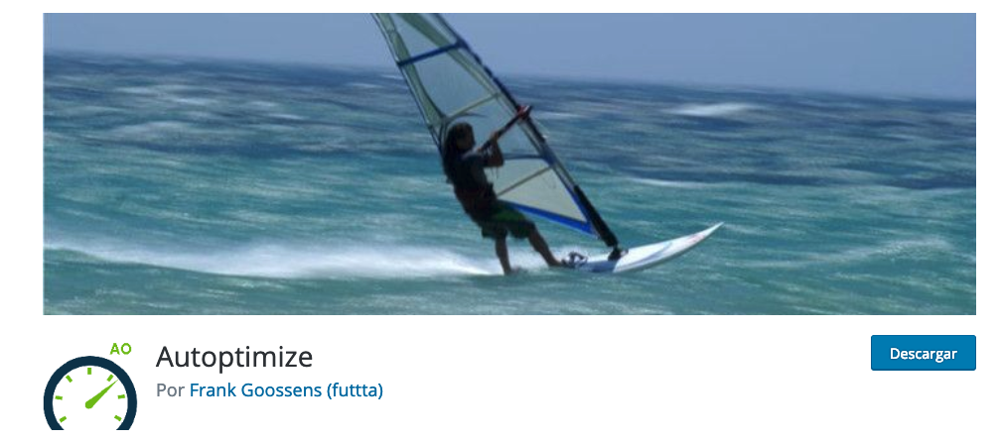 AO
Autoptimize
Descargar
Por Frank Goossens (futtta)